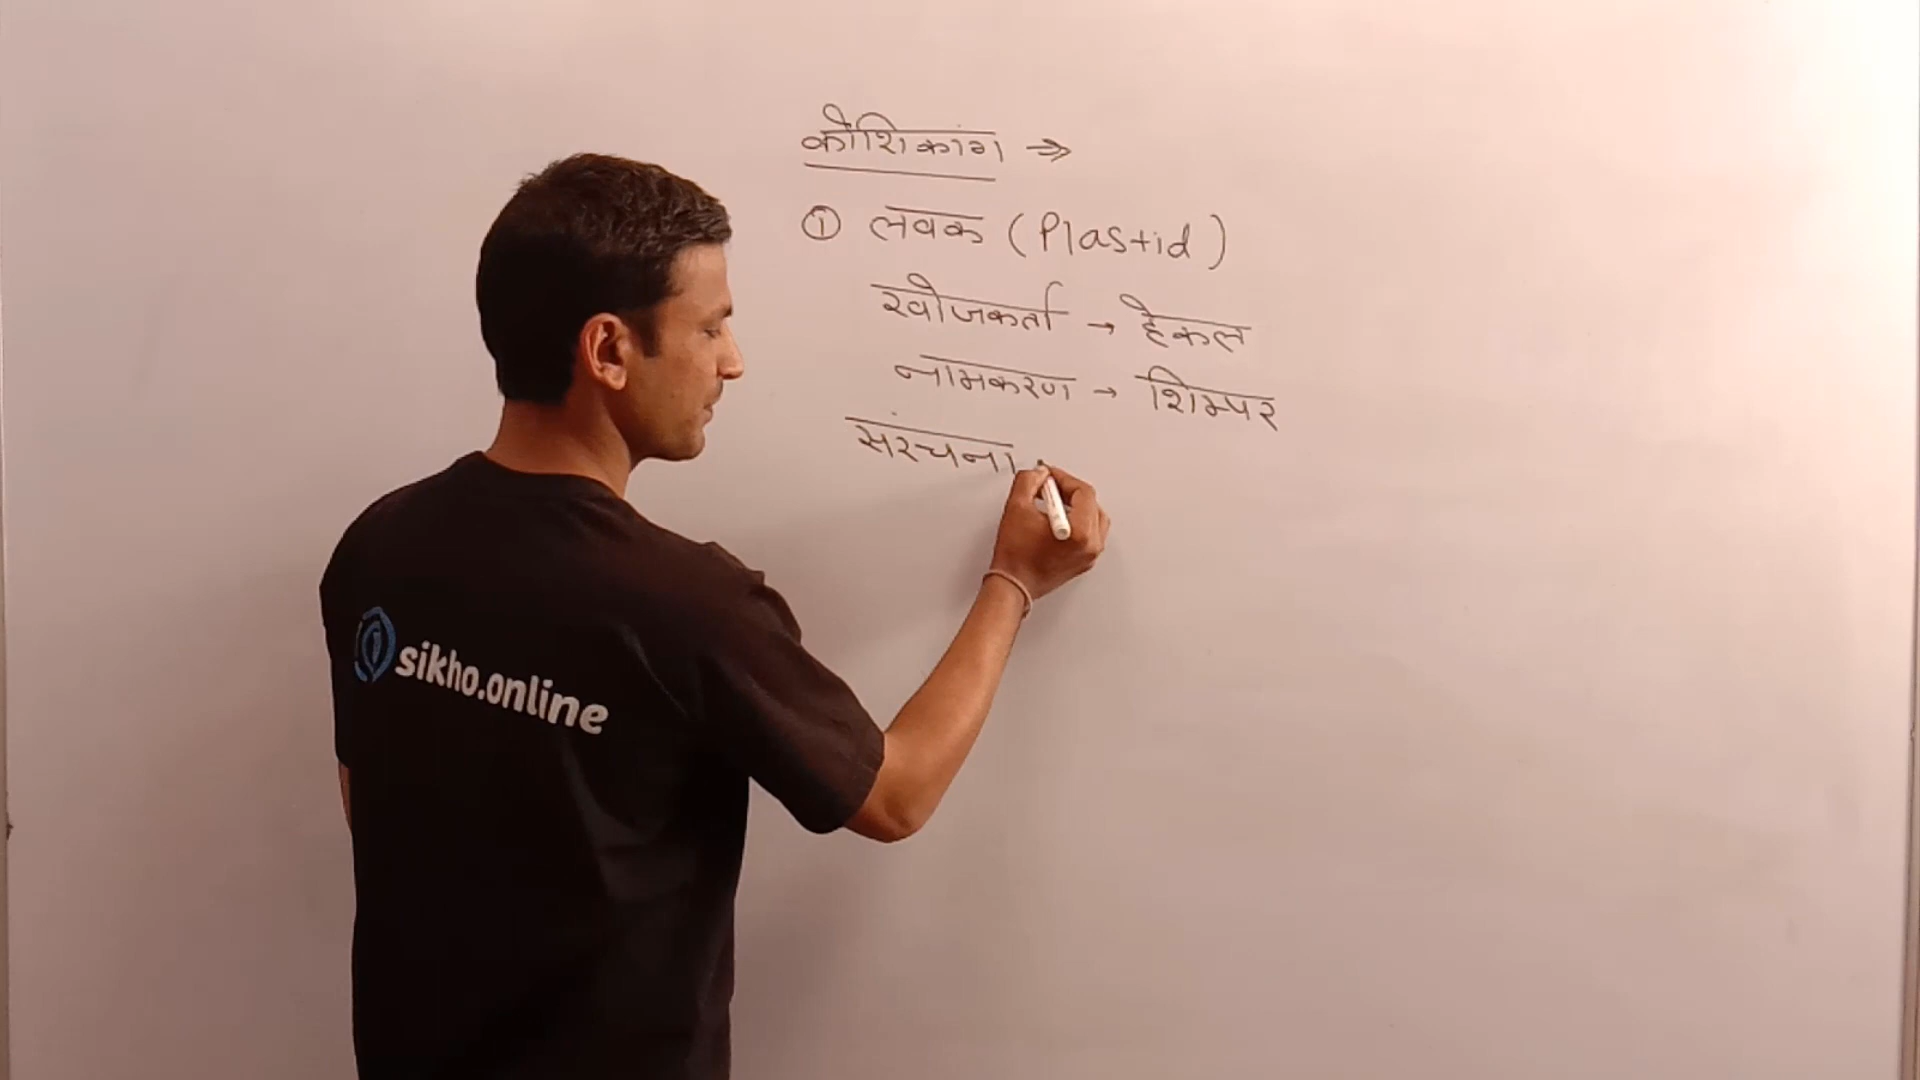 कोशिकांग ⇒
① लवक (Plastid)
खोजकर्ता → हेकल
नामकरण → शिम्पर
संरचना
sikho.online